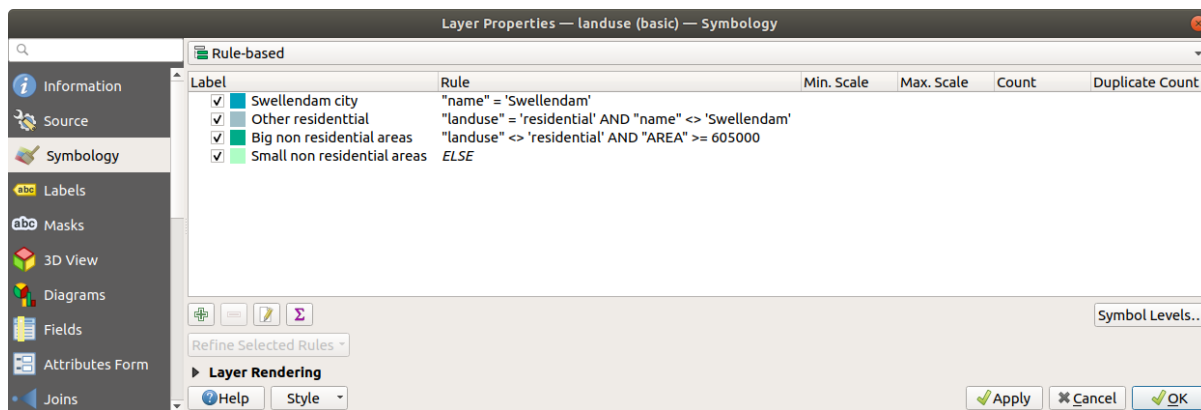 Layer Properties — landuse (basic) — Symbology
Rule-based
Information
Source
Symbology
Labels
Masks
3D View
Diagrams
Fields
Attributes Form
Joins
Label Rule Min. Scale Max. Scale Count Duplicate Count
Swellendam city "name" = 'Swellendam'
Other residenttial "landuse" = 'residential' AND "name" <> 'Swellendam'
Big non residential areas "landuse" <> 'residential' AND "AREA" >= 605000
Small non residential areas ELSE
Symbol Levels...
Refine Selected Rules
Layer Rendering
Help Style Apply Cancel OK